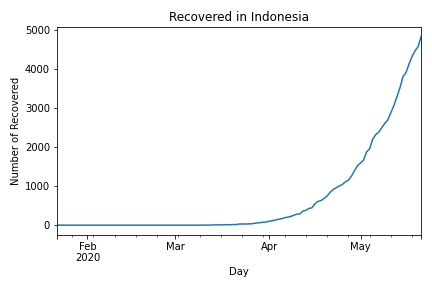 Recovered in Indonesia
5000
4000
3000
2000
1000
0
Number of Recovered
Feb
2020
Mar
Apr
May
Day